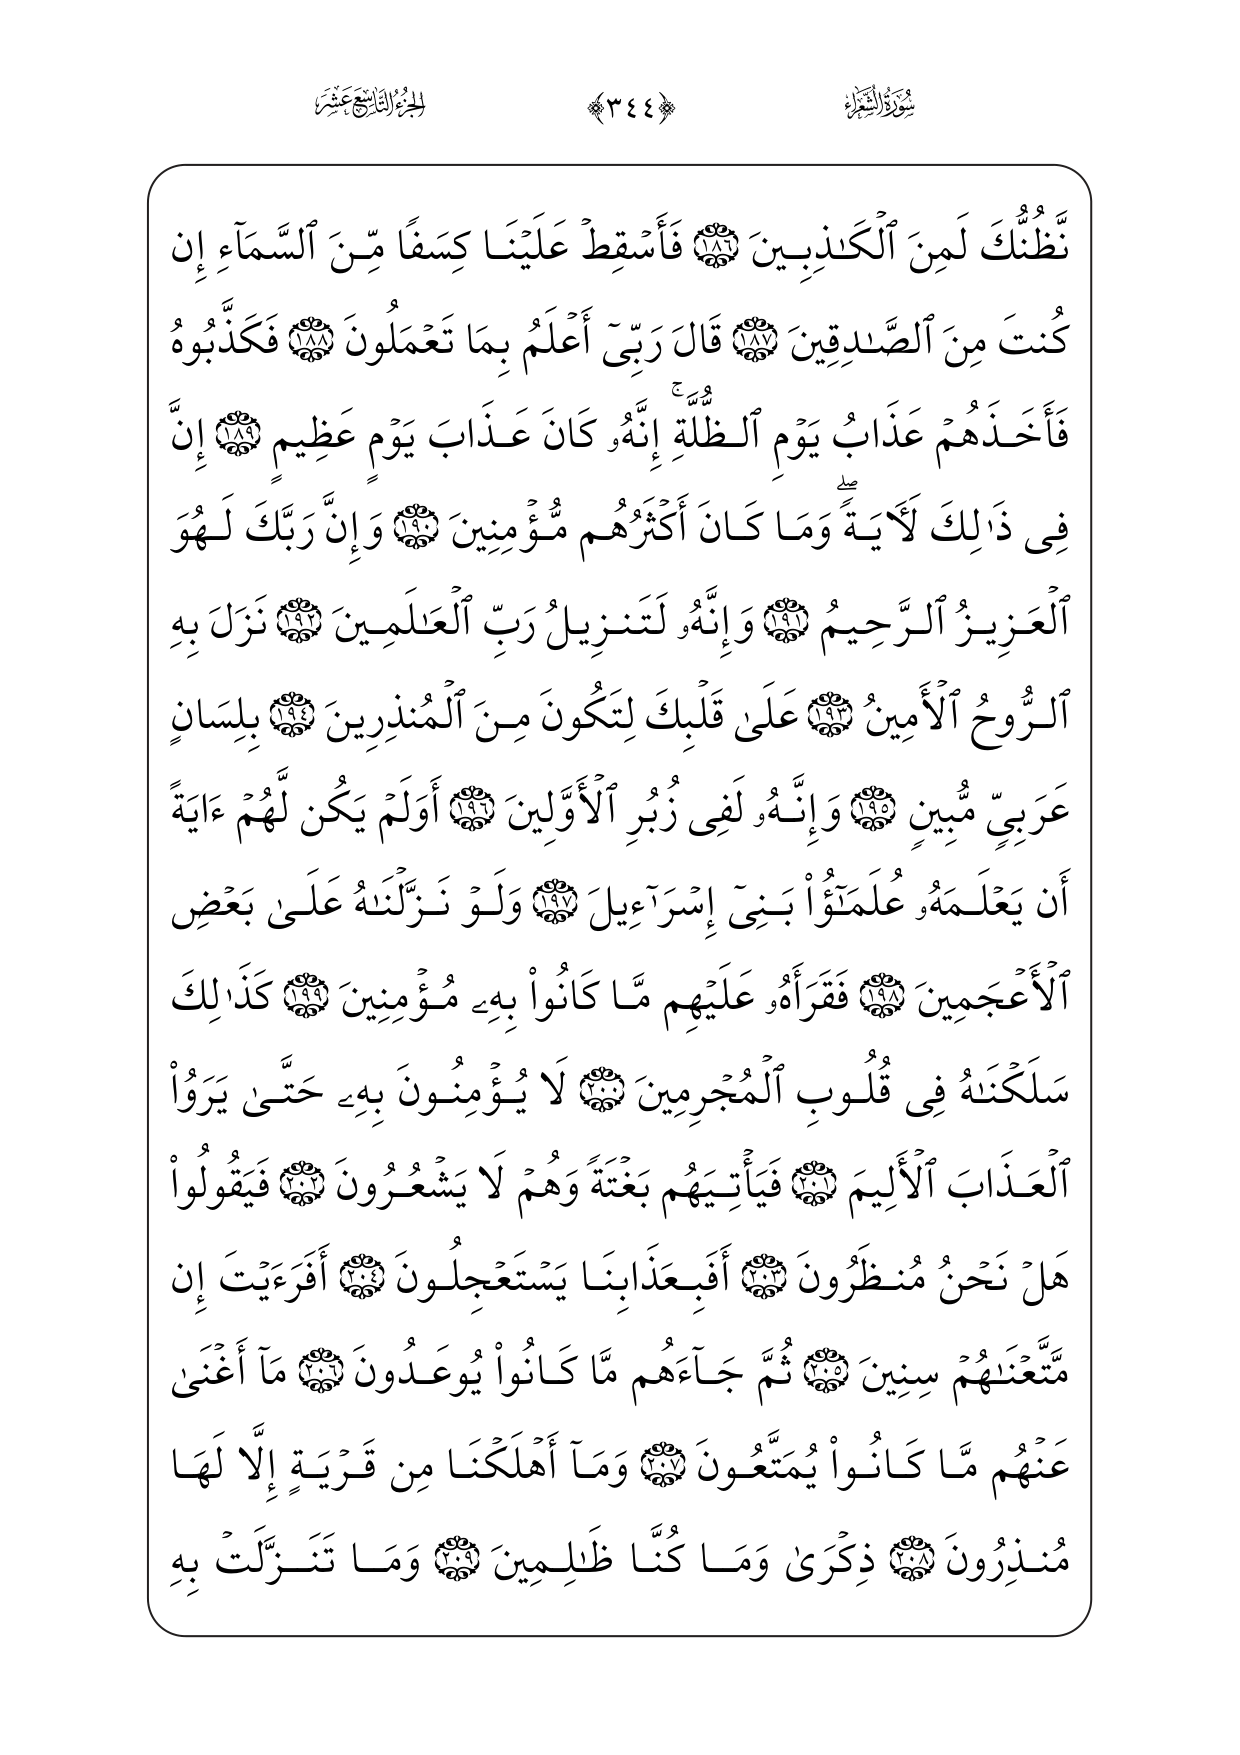 سُورَةُ الشُّعَرَاءِ ﴿٣٤٤﴾ الجُزْءُ التَّاسِعَ عَشَرَ
نَّظُنُّكَ لَمِنَ ٱلْكَـٰذِبِينَ ١٨٦ فَأَسْقِطْ عَلَيْنَا كِسَفًا مِّنَ ٱلسَّمَآءِ إِن
كُنتَ مِنَ ٱلصَّـٰدِقِينَ ١٨٧ قَالَ رَبِّىٓ أَعْلَمُ بِمَا تَعْمَلُونَ ١٨٨ فَكَذَّبُوهُ
فَأَخَذَهُمْ عَذَابُ يَوْمِ ٱلظُّلَّةِ ۚ إِنَّهُۥ كَانَ عَذَابَ يَوْمٍ عَظِيمٍ ١٨٩ إِنَّ
فِى ذَٰلِكَ لَـَٔايَةً ۖ وَمَا كَانَ أَكْثَرُهُم مُّؤْمِنِينَ ١٩٠ وَإِنَّ رَبَّكَ لَهُوَ
ٱلْعَزِيزُ ٱلرَّحِيمُ ١٩١ وَإِنَّهُۥ لَتَنزِيلُ رَبِّ ٱلْعَـٰلَمِينَ ١٩٢ نَزَلَ بِهِ
ٱلرُّوحُ ٱلْأَمِينُ ١٩٣ عَلَىٰ قَلْبِكَ لِتَكُونَ مِنَ ٱلْمُنذِرِينَ ١٩٤ بِلِسَانٍ
عَرَبِىٍّ مُّبِينٍ ١٩٥ وَإِنَّهُۥ لَفِى زُبُرِ ٱلْأَوَّلِينَ ١٩٦ أَوَلَمْ يَكُن لَّهُمْ ءَايَةً
أَن يَعْلَمَهُۥ عُلَمَـٰٓؤُا۟ بَنِىٓ إِسْرَٰٓءِيلَ ١٩٧ وَلَوْ نَزَّلْنَـٰهُ عَلَىٰ بَعْضِ
ٱلْأَعْجَمِينَ ١٩٨ فَقَرَأَهُۥ عَلَيْهِم مَّا كَانُوا۟ بِهِۦ مُؤْمِنِينَ ١٩٩ كَذَٰلِكَ
سَلَكْنَـٰهُ فِى قُلُوبِ ٱلْمُجْرِمِينَ ٢٠٠ لَا يُؤْمِنُونَ بِهِۦ حَتَّىٰ يَرَوُا۟
ٱلْعَذَابَ ٱلْأَلِيمَ ٢٠١ فَيَأْتِيَهُم بَغْتَةً وَهُمْ لَا يَشْعُرُونَ ٢٠٢ فَيَقُولُوا۟
هَلْ نَحْنُ مُنظَرُونَ ٢٠٣ أَفَبِعَذَابِنَا يَسْتَعْجِلُونَ ٢٠٤ أَفَرَءَيْتَ إِن
مَّتَّعْنَـٰهُمْ سِنِينَ ٢٠٥ ثُمَّ جَآءَهُم مَّا كَانُوا۟ يُوعَدُونَ ٢٠٦ مَآ أَغْنَىٰ
عَنْهُم مَّا كَانُوا۟ يُمَتَّعُونَ ٢٠٧ وَمَآ أَهْلَكْنَا مِن قَرْيَةٍ إِلَّا لَهَا
مُنذِرُونَ ٢٠٨ ذِكْرَىٰ وَمَا كُنَّا ظَـٰلِمِينَ ٢٠٩ وَمَا تَنَزَّلَتْ بِهِ